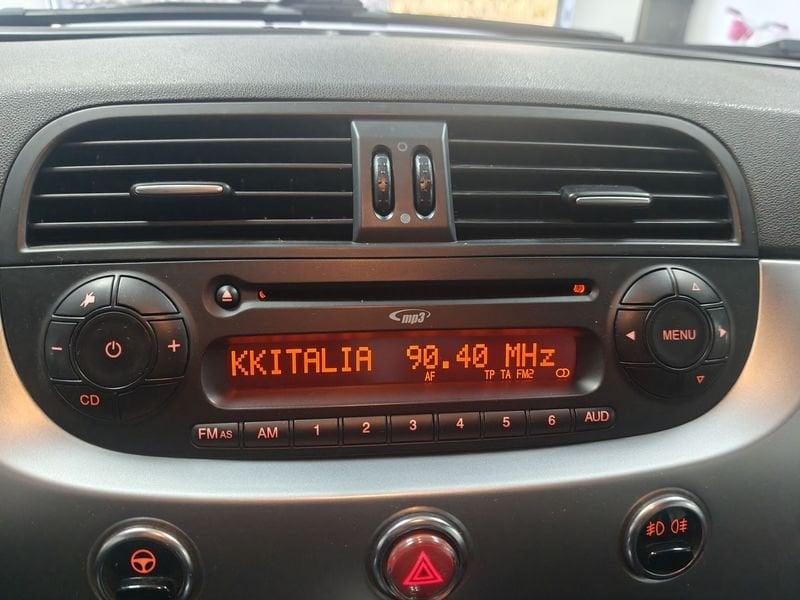 mp3
KKITALIA 90.40 MHz
AF TP TA FM2
- + MENU
CD
FM AS AM 1 2 3 4 5 6 AUD